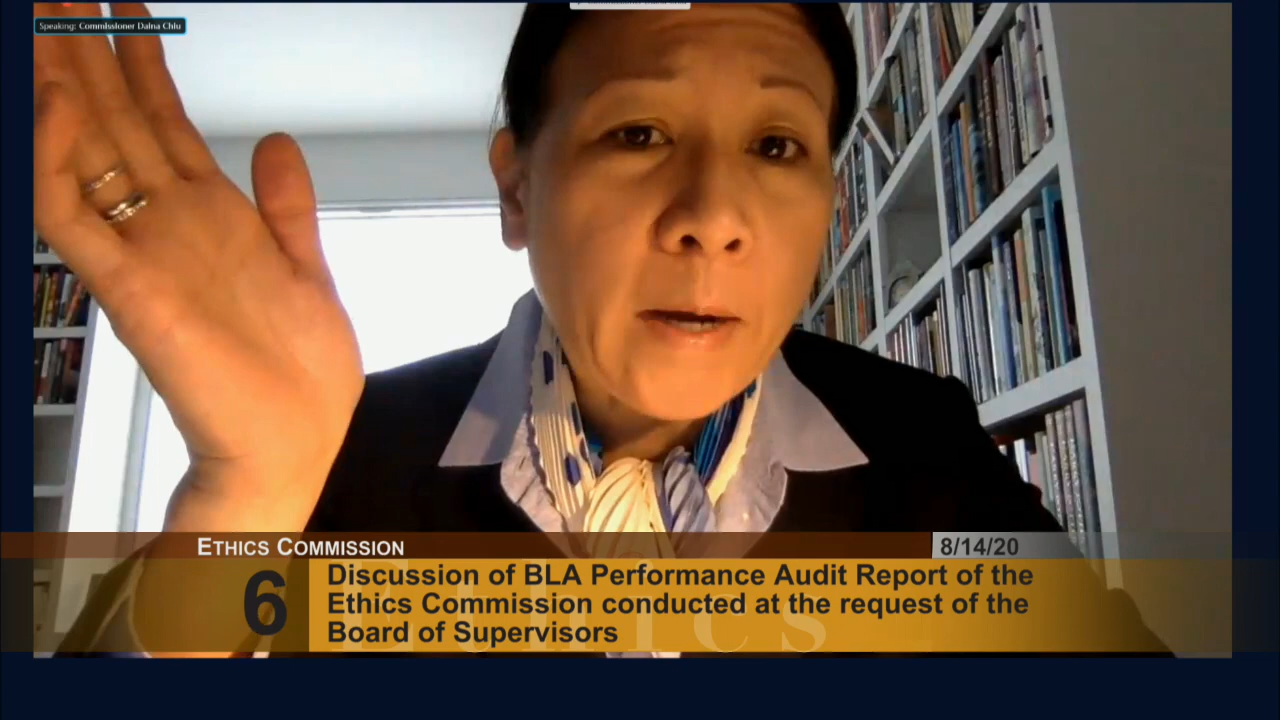 Speaking: Commissioner Daina Chiu
ETHICS COMMISSION
8/14/20
6
Discussion of BLA Performance Audit Report of the
Ethics Commission conducted at the request of the
Board of Supervisors
Ethics